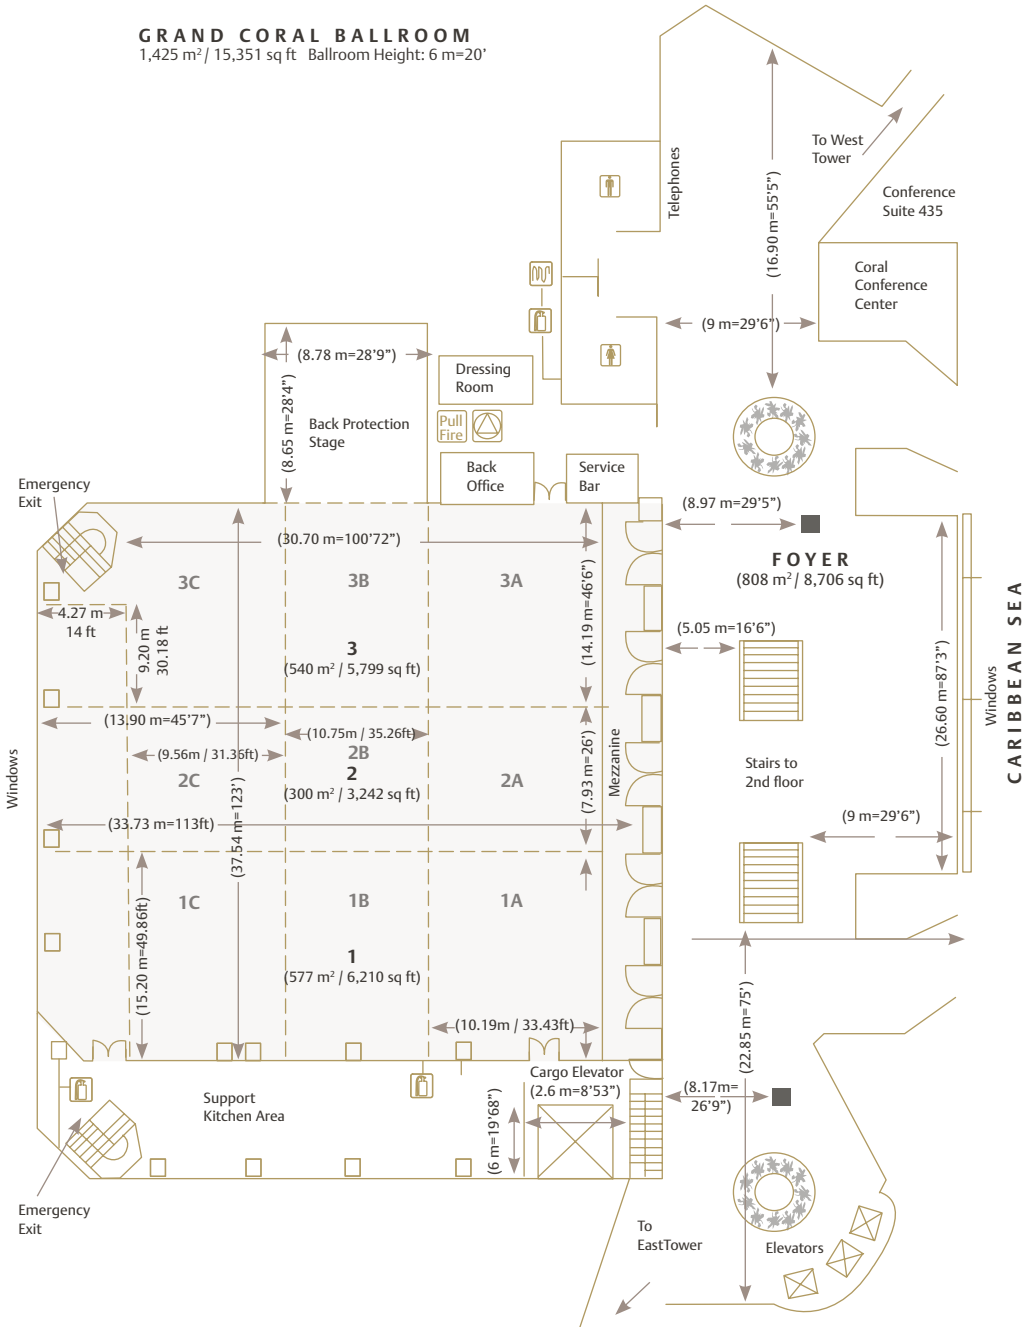 GRAND CORAL BALLROOM
1,425 m² / 15,351 sq ft Ballroom Height: 6 m=20'
To West
Tower
Telephones
(16.90 m=55'5")
Conference
Suite 435
Coral
Conference
Center
(9 m=29'6")
(8.78 m=28'9")
Dressing
Room
(8.65 m=28'4")
Back Protection
Stage
Pull
Fire
Back
Office
Service
Bar
Emergency
Exit
(8.97 m=29'5")
(30.70 m=100'72")
FOYER
(808 m² / 8,706 sq ft)
3C
3B
3A
(14.19 m=46'6")
4.27 m
14 ft
9.20 m
30.18 ft
(5.05 m=16'6")
3
(540 m² / 5,799 sq ft)
CARIBBEAN SEA
Windows
(26.60 m=87'3")
(13.90 m=45'7")
(10.75m / 35.26ft)
(9.56m / 31.36ft)
2B
2C
2
2A
(300 m² / 3,242 sq ft)
(7.93 m=26')
Mezzanine
Stairs to
2nd floor
Windows
(33.73 m=113ft)
(37.54 m=123')
(9 m=29'6")
1C
1B
1A
(15.20 m=49.86ft)
1
(577 m² / 6,210 sq ft)
(10.19m / 33.43ft)
(22.85 m=75')
Cargo Elevator
(2.6 m=8'53")
(8.17m=
26'9")
Support
Kitchen Area
(6 m=19'68")
Emergency
Exit
To
EastTower
Elevators